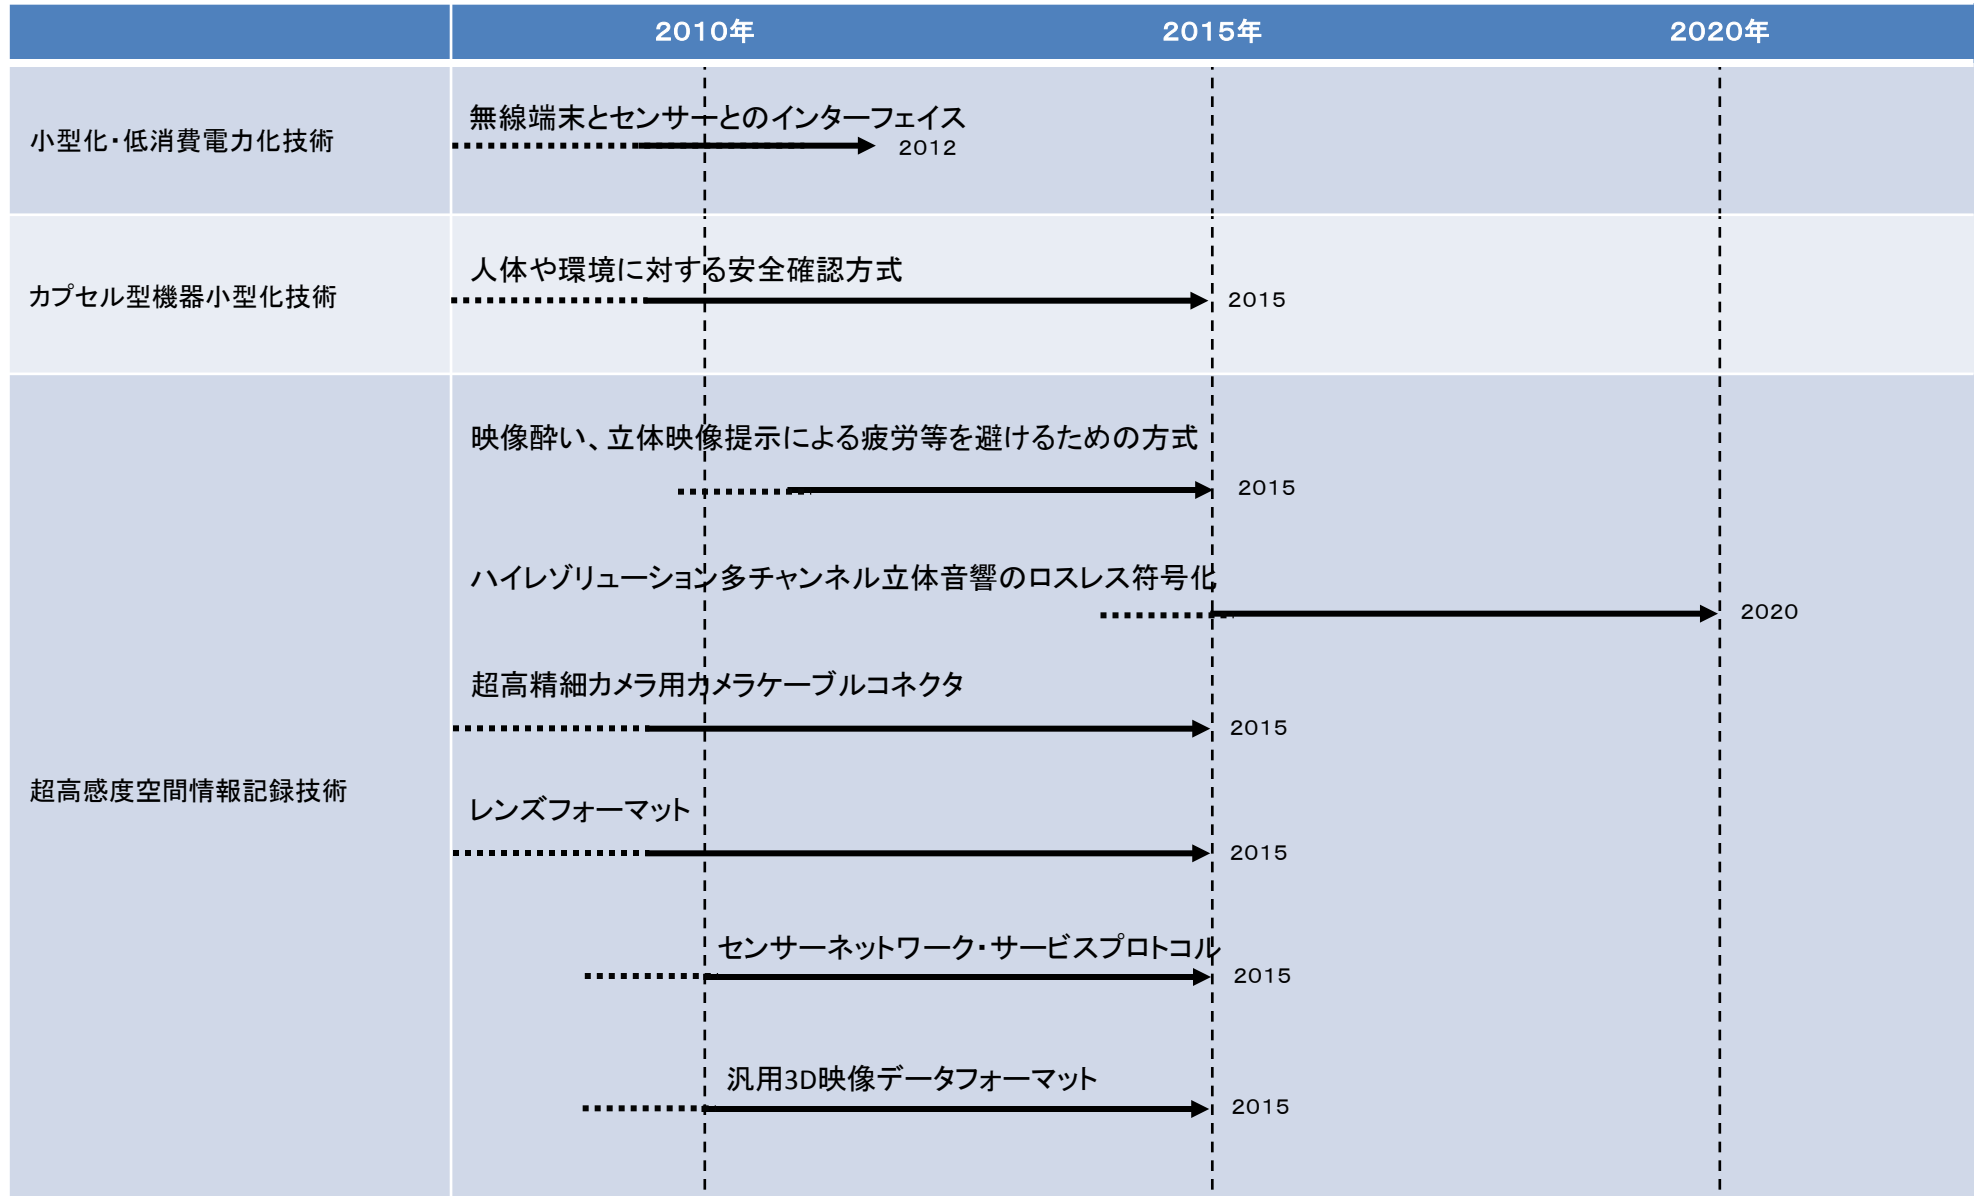 ２０１０年 ２０１５年 ２０２０年
小型化・低消費電力化技術
無線端末とセンサーとのインターフェイス
２０１２
カプセル型機器小型化技術
人体や環境に対する安全確認方式
２０１５
超高感度空間情報記録技術
映像酔い、立体映像提示による疲労等を避けるための方式
２０１５
ハイレゾリューション多チャンネル立体音響のロスレス符号化
２０２０
超高精細カメラ用カメラケーブルコネクタ
２０１５
レンズフォーマット
２０１５
センサーネットワーク・サービスプロトコル
２０１５
汎用3D映像データフォーマット
２０１５